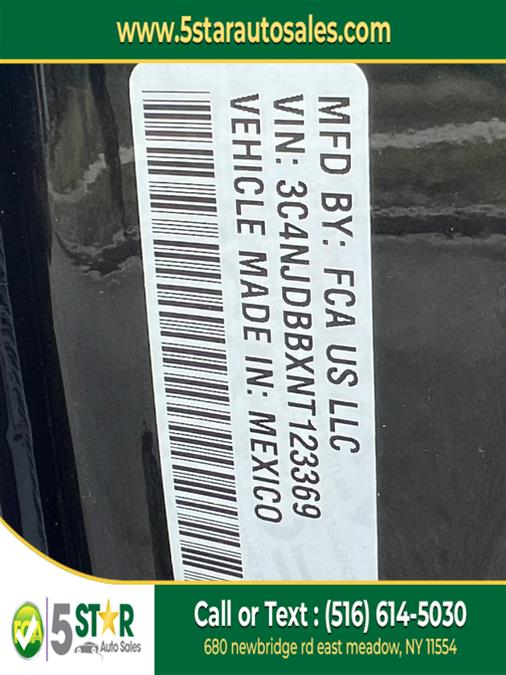 www.5starautosales.com
MFD BY: FCA US LLC
VIN: 3C4NJDBBXNT123369
VEHICLE MADE IN: MEXICO
FCA
5 STAR
Auto Sales
Call or Text : (516) 614-5030
680 newbridge rd east meadow, NY 11554